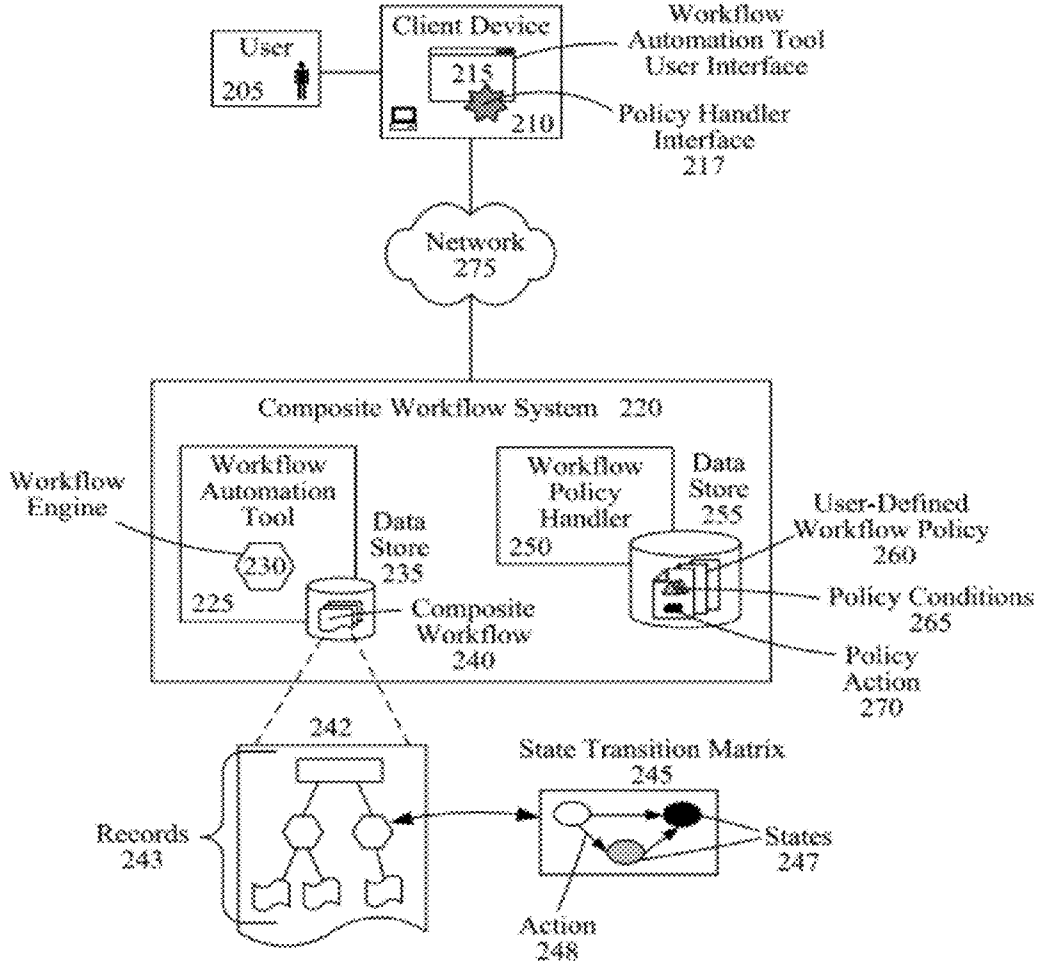 User
205
Client Device
215
210
Workflow
Automation Tool
User Interface
Policy Handler
Interface
217
Network
275
Composite Workflow System 220
Workflow
Engine
Workflow
Automation
Tool
230
225
Data
Store
235
Composite
Workflow
240
Workflow
Policy
Handler
250
Data
Store
255
User-Defined
Workflow Policy
260
Policy Conditions
265
Policy
Action
270
242
Records
243
State Transition Matrix
245
States
247
Action
248